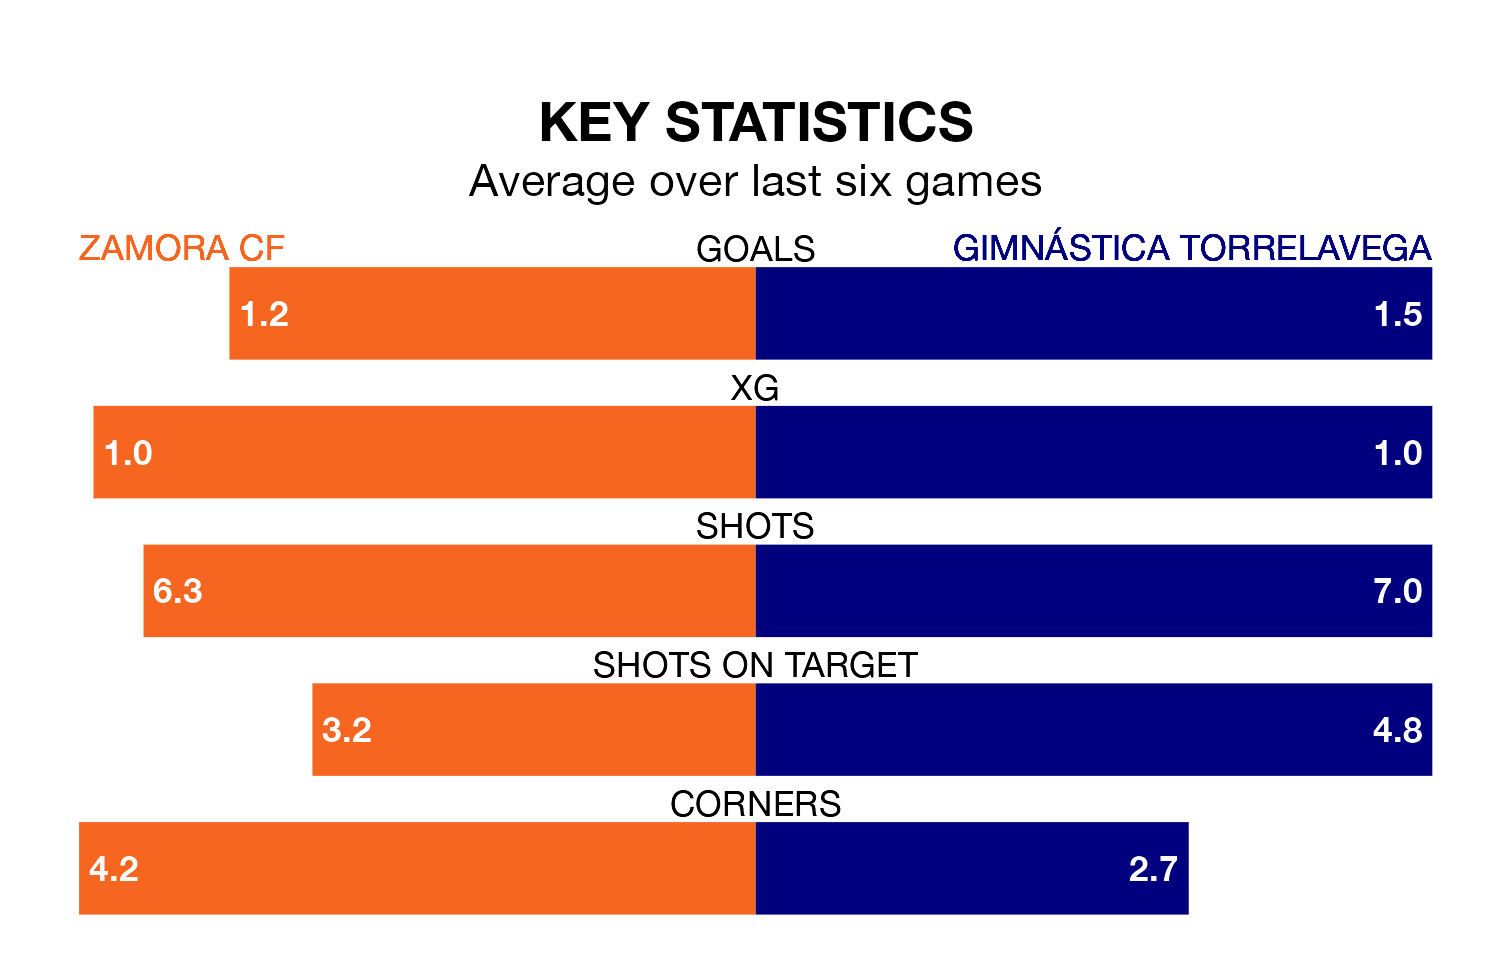 KEY STATISTICS
Average over last six games
ZAMORA CF GOALS GIMNÁSTICA TORRELAVEGA
1.2 1.5
XG
1.0 1.0
SHOTS
6.3 7.0
SHOTS ON TARGET
3.2 4.8
CORNERS
4.2 2.7